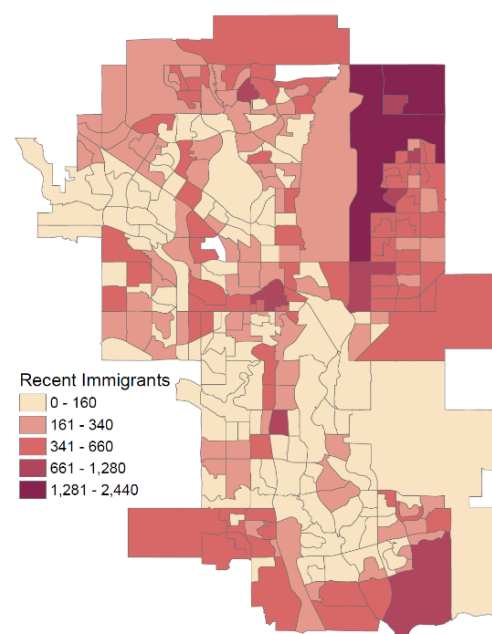 Recent Immigrants
0 - 160
161 - 340
341 - 660
661 - 1,280
1,281 - 2,440